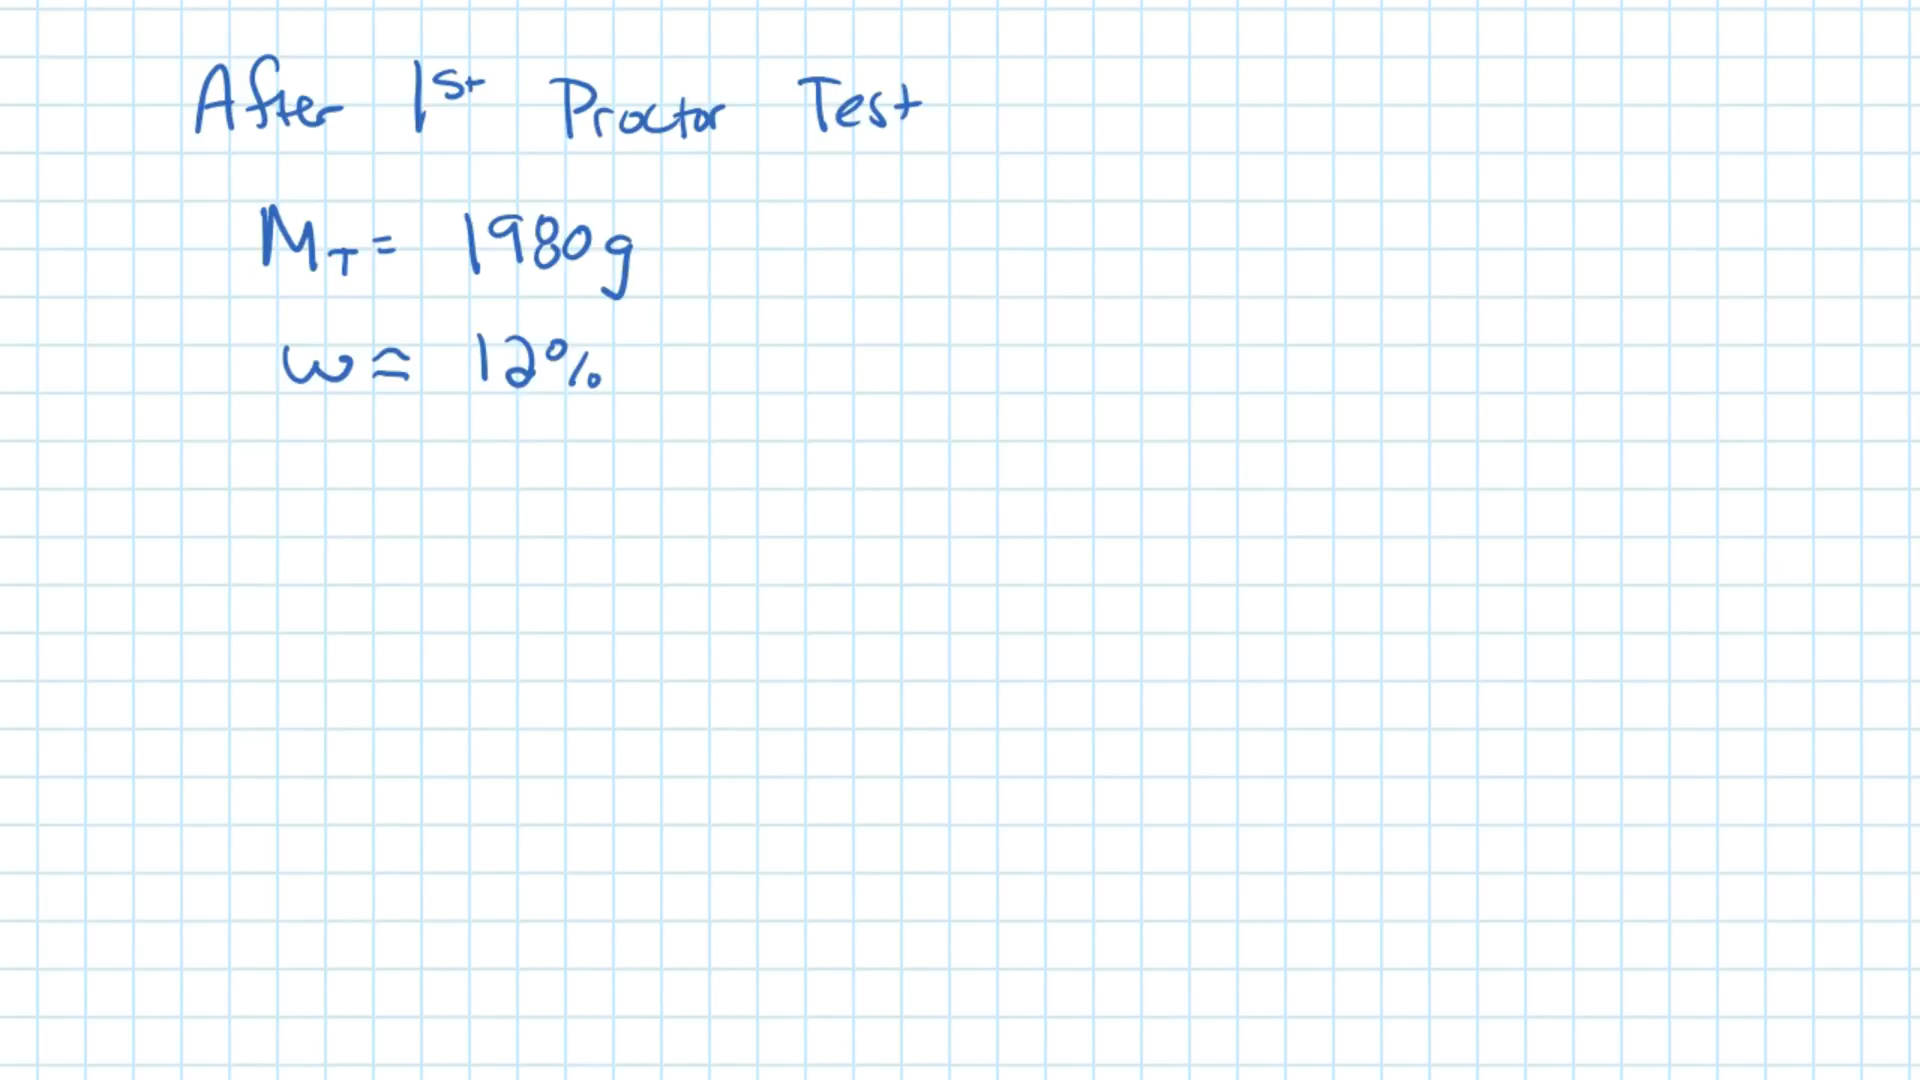 After 1st Proctor Test
M_T = 1980g
w ≈ 12%